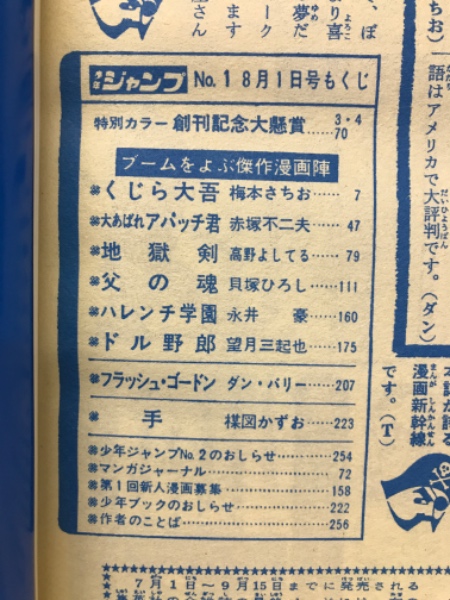 少年ジャンプ No.1 8月1日号もくじ
特別カラー 創刊記念大懸賞……3・4
70
ブームをよぶ傑作漫画陣
＊くじら大吾 梅本さちお……7
＊大あばれアパッチ君 赤塚不二夫……47
＊地獄剣 高野よしてる……79
＊父の魂 貝塚ひろし……111
＊ハレンチ学園 永井豪……160
＊ドル野郎 望月三起也……175
＊フラッシュ・ゴードン ダン・バリー……207
＊手 楳図かずお……223
＊少年ジャンプNo.2のおしらせ……254
＊マンガジャーナル……72
＊第1回新人漫画募集……158
＊少年ブックのおしらせ……222
＊作者のことば……256
語はアメリカで大評判です。(ダン)
漫画新幹線
です。(T)
7月1日〜9月15日までに発売される